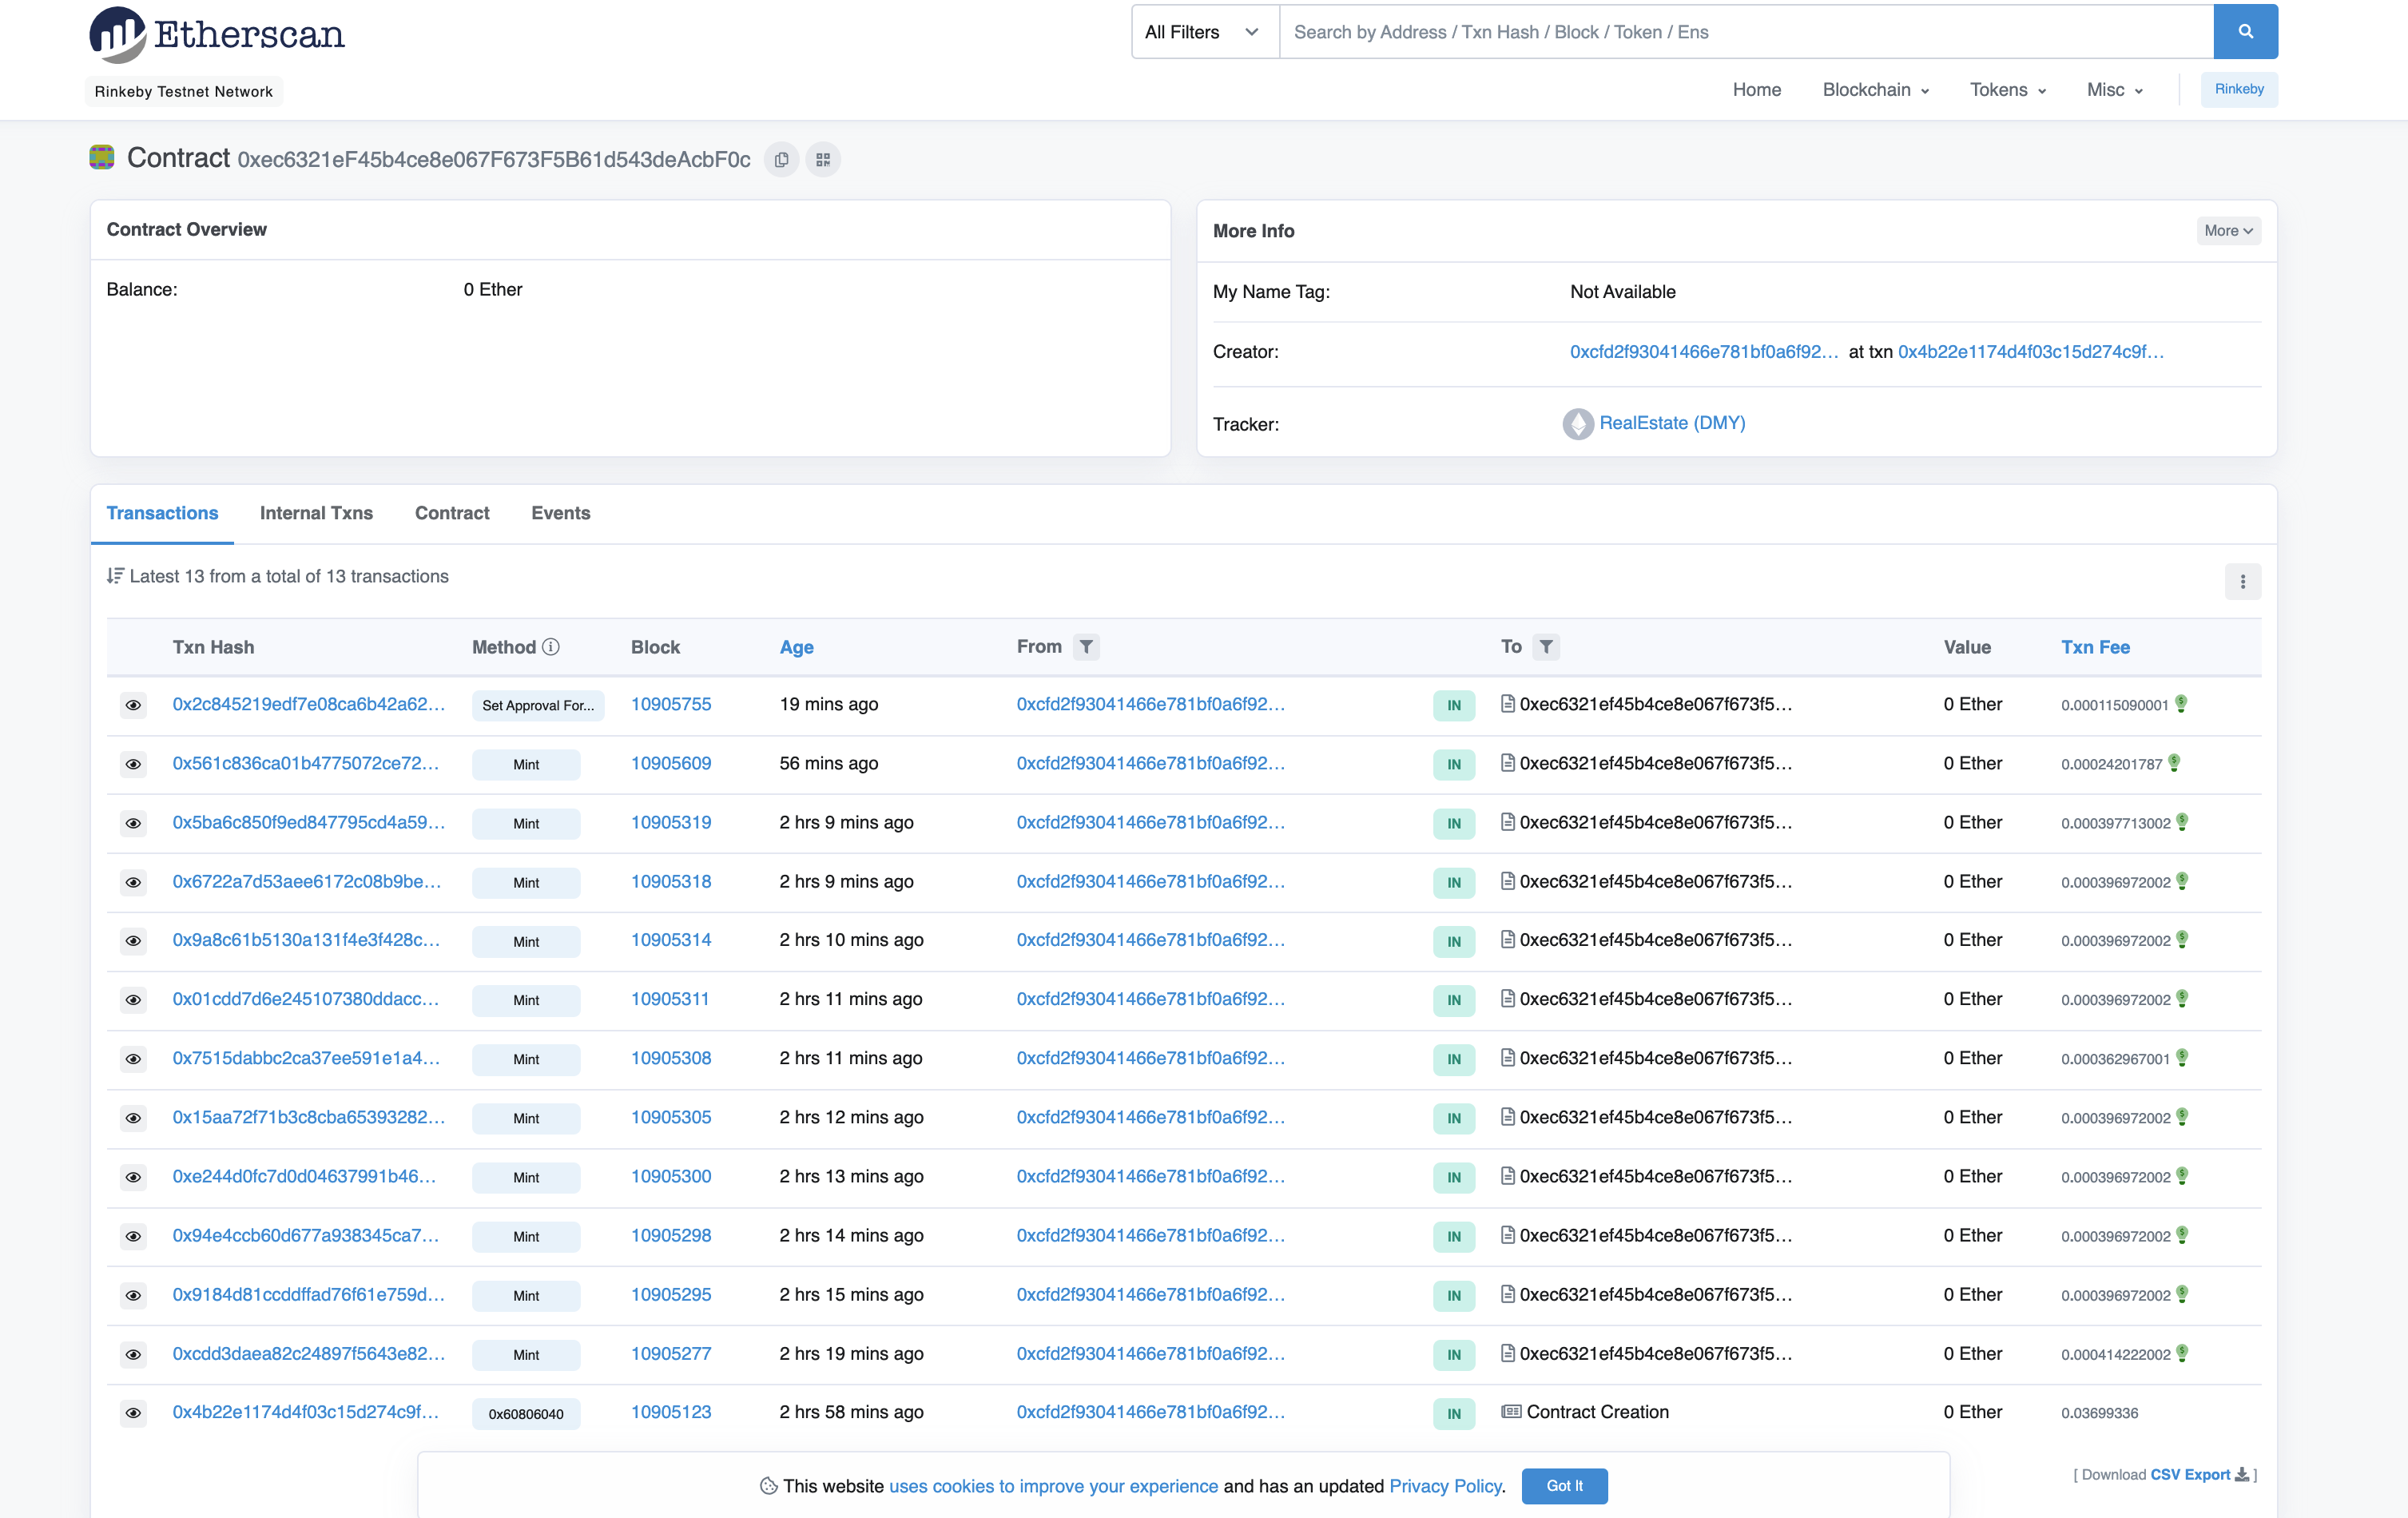 Etherscan
All Filters Search by Address / Txn Hash / Block / Token / Ens
Rinkeby Testnet Network
Home Blockchain Tokens Misc Rinkeby
Contract 0xec6321eF45b4ce8e067F673F5B61d543deAcbF0c
Contract Overview
Balance: 0 Ether
More Info More
My Name Tag: Not Available
Creator: 0xcfd2f93041466e781bf0a6f92... at txn 0x4b22e1174d4f03c15d274c9f...
Tracker: RealEstate (DMY)
Transactions Internal Txns Contract Events
Latest 13 from a total of 13 transactions
Txn Hash Method Block Age From To Value Txn Fee
0x2c845219edf7e08ca6b42a62... Set Approval For... 10905755 19 mins ago 0xcfd2f93041466e781bf0a6f92... IN 0xec6321ef45b4ce8e067f673f5... 0 Ether 0.000115090001
0x561c836ca01b4775072ce72... Mint 10905609 56 mins ago 0xcfd2f93041466e781bf0a6f92... IN 0xec6321ef45b4ce8e067f673f5... 0 Ether 0.00024201787
0x5ba6c850f9ed847795cd4a59... Mint 10905319 2 hrs 9 mins ago 0xcfd2f93041466e781bf0a6f92... IN 0xec6321ef45b4ce8e067f673f5... 0 Ether 0.000397713002
0x6722a7d53aee6172c08b9be... Mint 10905318 2 hrs 9 mins ago 0xcfd2f93041466e781bf0a6f92... IN 0xec6321ef45b4ce8e067f673f5... 0 Ether 0.000396972002
0x9a8c61b5130a131f4e3f428c... Mint 10905314 2 hrs 10 mins ago 0xcfd2f93041466e781bf0a6f92... IN 0xec6321ef45b4ce8e067f673f5... 0 Ether 0.000396972002
0x01cdd7d6e245107380ddacc... Mint 10905311 2 hrs 11 mins ago 0xcfd2f93041466e781bf0a6f92... IN 0xec6321ef45b4ce8e067f673f5... 0 Ether 0.000396972002
0x7515dabbc2ca37ee591e1a4... Mint 10905308 2 hrs 11 mins ago 0xcfd2f93041466e781bf0a6f92... IN 0xec6321ef45b4ce8e067f673f5... 0 Ether 0.000362967001
0x15aa72f71b3c8cba65393282... Mint 10905305 2 hrs 12 mins ago 0xcfd2f93041466e781bf0a6f92... IN 0xec6321ef45b4ce8e067f673f5... 0 Ether 0.000396972002
0xe244d0fc7d0d04637991b46... Mint 10905300 2 hrs 13 mins ago 0xcfd2f93041466e781bf0a6f92... IN 0xec6321ef45b4ce8e067f673f5... 0 Ether 0.000396972002
0x94e4ccb60d677a938345ca7... Mint 10905298 2 hrs 14 mins ago 0xcfd2f93041466e781bf0a6f92... IN 0xec6321ef45b4ce8e067f673f5... 0 Ether 0.000396972002
0x9184d81ccddffad76f61e759d... Mint 10905295 2 hrs 15 mins ago 0xcfd2f93041466e781bf0a6f92... IN 0xec6321ef45b4ce8e067f673f5... 0 Ether 0.000396972002
0xcdd3daea82c24897f5643e82... Mint 10905277 2 hrs 19 mins ago 0xcfd2f93041466e781bf0a6f92... IN 0xec6321ef45b4ce8e067f673f5... 0 Ether 0.000414222002
0x4b22e1174d4f03c15d274c9f... 0x60806040 10905123 2 hrs 58 mins ago 0xcfd2f93041466e781bf0a6f92... IN Contract Creation 0 Ether 0.03699336
[ Download CSV Export ]
This website uses cookies to improve your experience and has an updated Privacy Policy. Got It